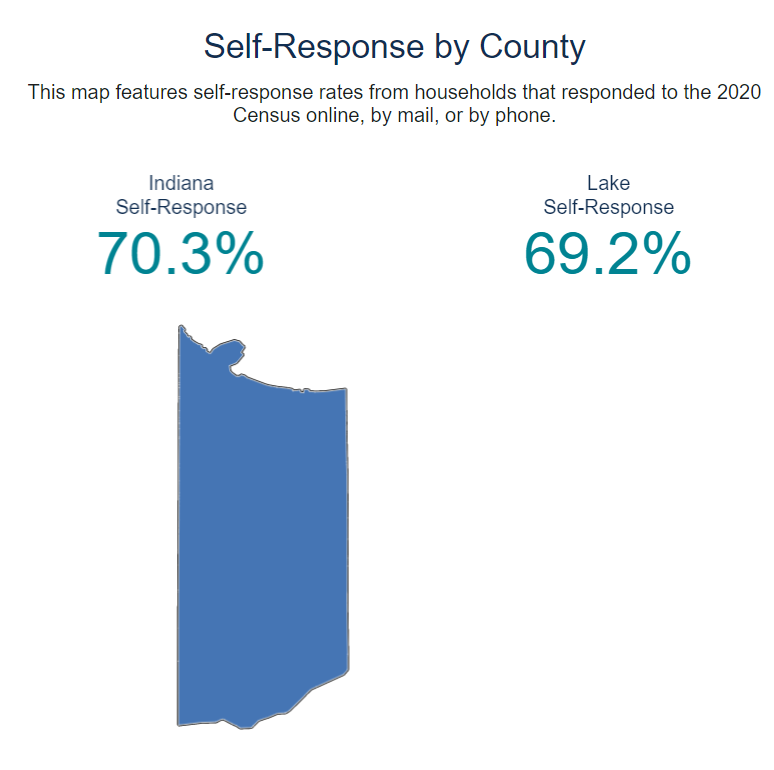 Self-Response by County
This map features self-response rates from households that responded to the 2020
Census online, by mail, or by phone.
Indiana
Self-Response
70.3%
Lake
Self-Response
69.2%